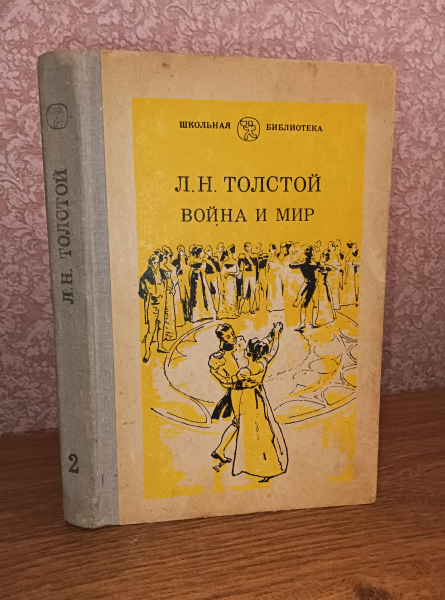 ШКОЛЬНАЯ БИБЛИОТЕКА
Л.Н. ТОЛСТОЙ
ВОЙНА И МИР
Л.Н. ТОЛСТОЙ
2